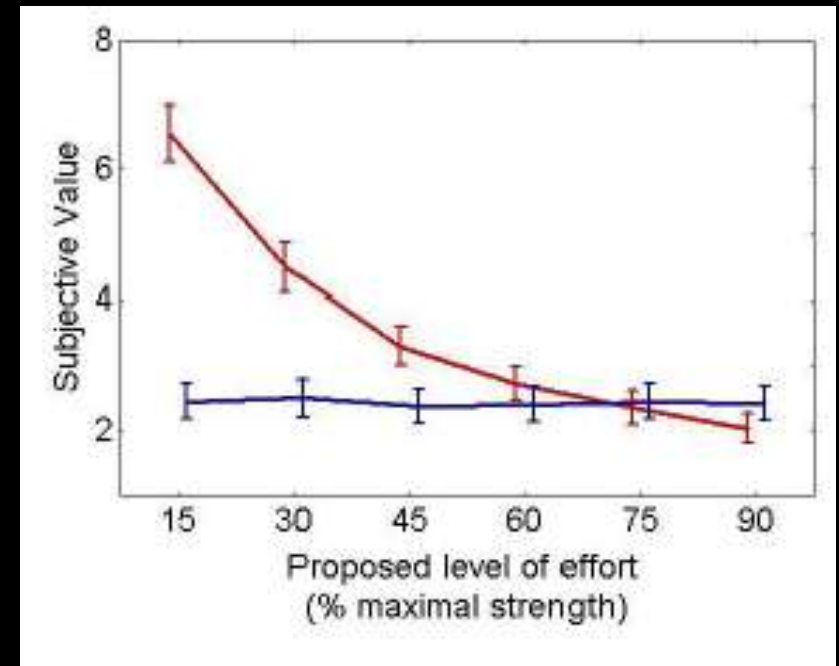 8
6
4
2
Subjective Value
15 30 45 60 75 90
Proposed level of effort
(% maximal strength)